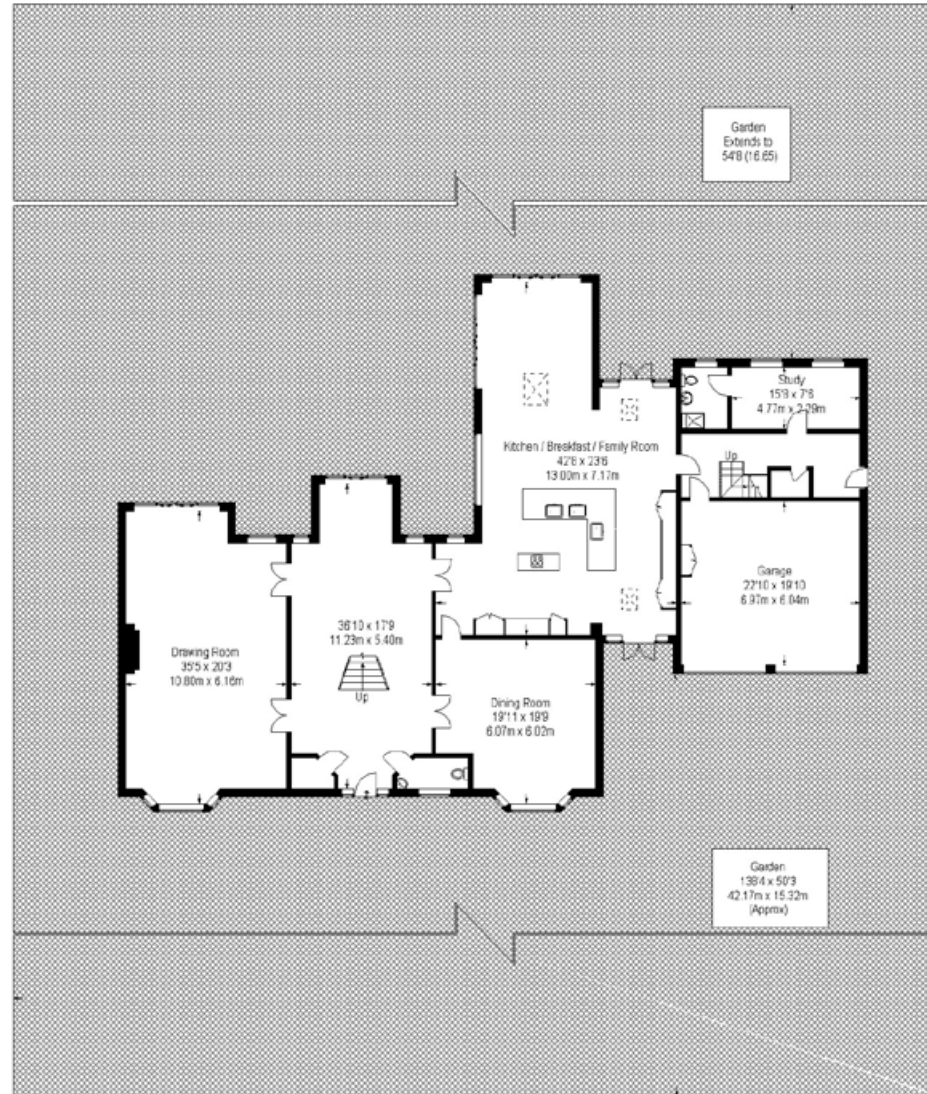 Garden
Extends to
54'8 (16.65)
Study
15'8 x 7'6
4.77m x 2.29m
Kitchen / Breakfast / Family Room
42'8 x 23'6
13.00m x 7.17m
Up
Garage
22'10 x 19'10
6.97m x 6.04m
36'10 x 17'9
11.23m x 5.40m
Up
Drawing Room
35'5 x 20'3
10.80m x 6.16m
Dining Room
19'11 x 19'9
6.07m x 6.02m
Garden
138'4 x 50'3
42.17m x 15.32m
(Approx)